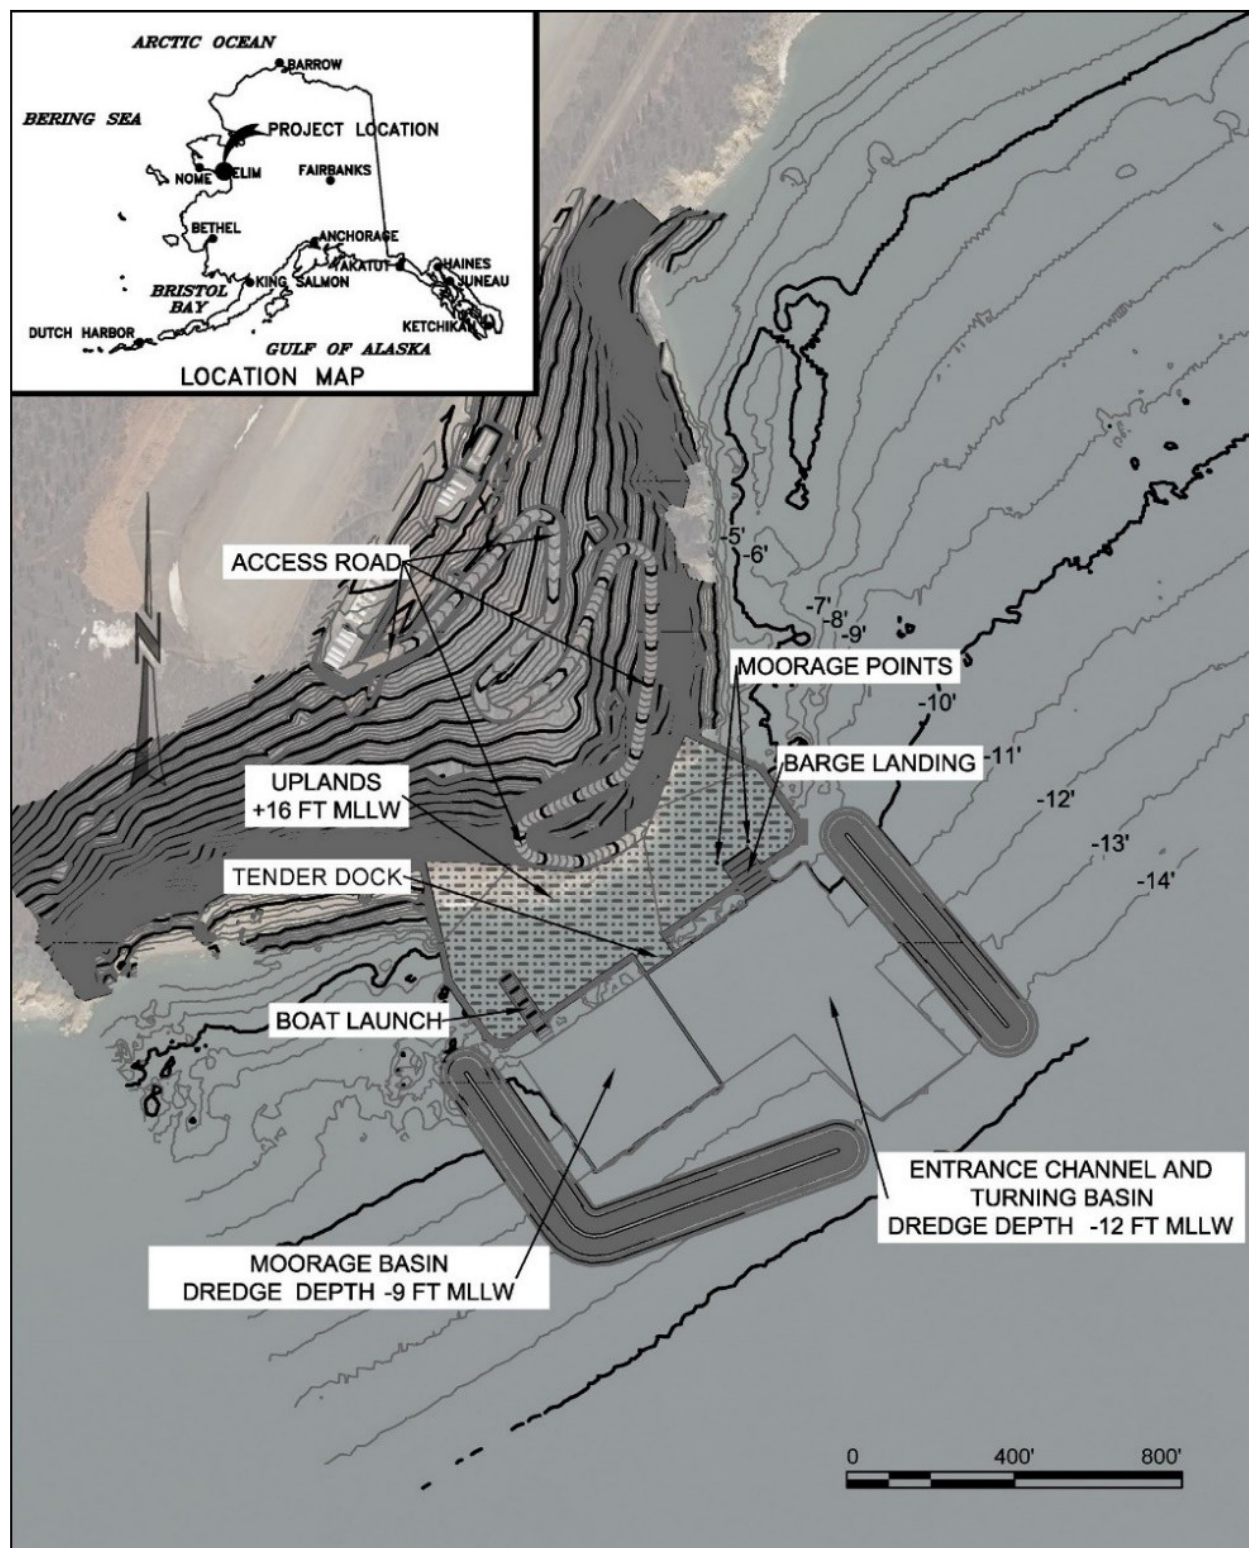 ARCTIC OCEAN
BARROW
BERING SEA
PROJECT LOCATION
NOME
ELIM
FAIRBANKS
BETHEL
ANCHORAGE
YAKATUT
HAINES
JUNEAU
BRISTOL
BAY
KING SALMON
DUTCH HARBOR
KETCHIKAN
GULF OF ALASKA
LOCATION MAP
N
ACCESS ROAD
-5'
-6'
-7'
-8'
-9'
MOORAGE POINTS
-10'
BARGE LANDING
-11'
UPLANDS
+16 FT MLLW
-12'
-13'
-14'
TENDER DOCK
BOAT LAUNCH
ENTRANCE CHANNEL AND
TURNING BASIN
DREDGE DEPTH -12 FT MLLW
MOORAGE BASIN
DREDGE DEPTH -9 FT MLLW
0 400' 800'